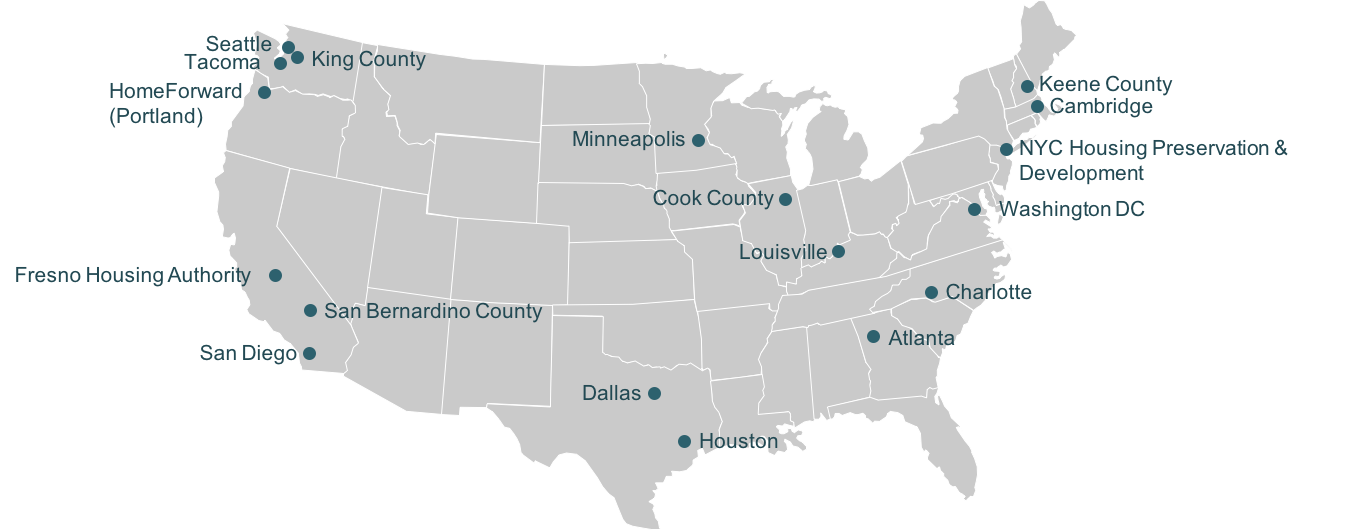 Seattle
King County
Tacoma
HomeForward
(Portland)
Keene County
Cambridge
Minneapolis
NYC Housing Preservation &
Development
Cook County
Washington DC
Louisville
Fresno Housing Authority
Charlotte
San Bernardino County
Atlanta
San Diego
Dallas
Houston